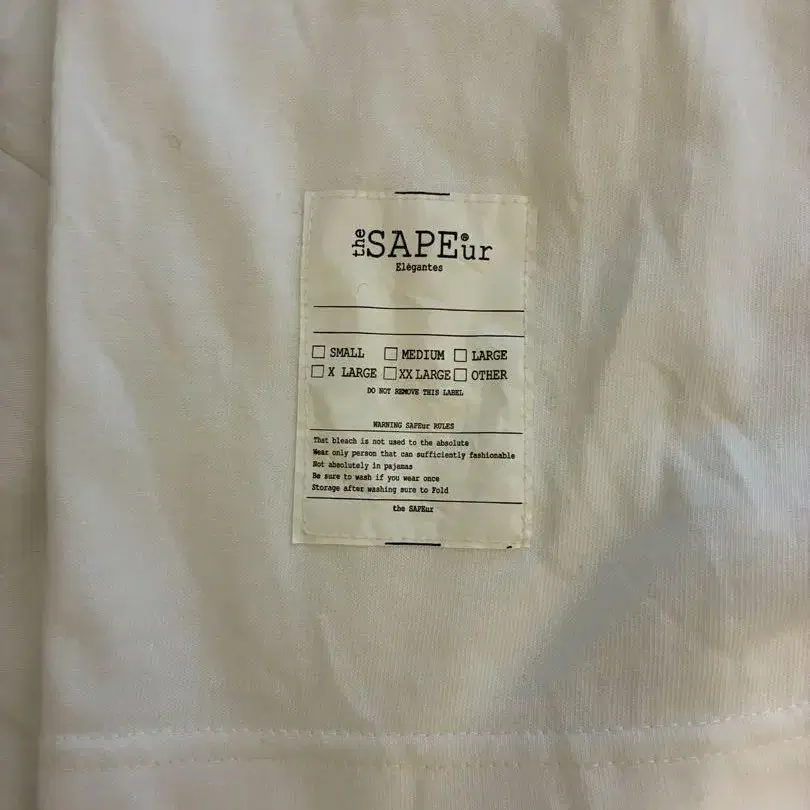 the SAPEur®
Elégantes
☐ SMALL ☐ MEDIUM ☐ LARGE
☐ X LARGE ☐ XX LARGE ☐ OTHER
DO NOT REMOVE THIS LABEL
WARNING SAPEur RULES
That bleach is not used to the absolute
Wear only person that can sufficiently fashionable
Not absolutely in pajamas
Be sure to wash if you wear once
Storage after washing sure to Fold
the SAPEur